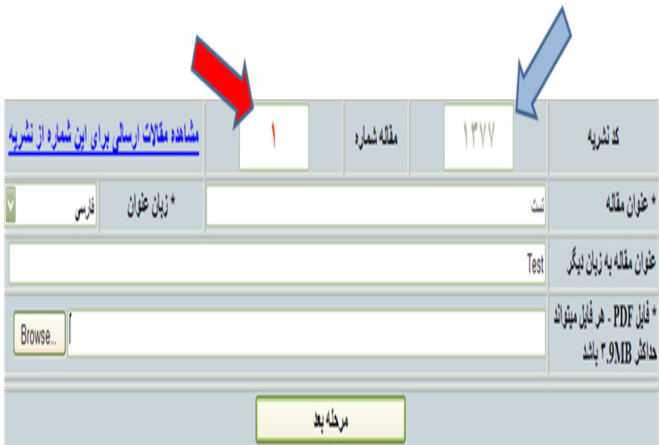 کد نشریه ۱۳۷۷ مقاله شماره ۱ مشاهده مقالات ارسالی برای این شماره از نشریه
* عنوان مقاله تست * زبان عنوان فارسی
عنوان مقاله به زبان دیگر Test
* فایل PDF - هر فایل میتواند
حداکثر ۳.۹MB باشد
Browse...
مرحله بعد